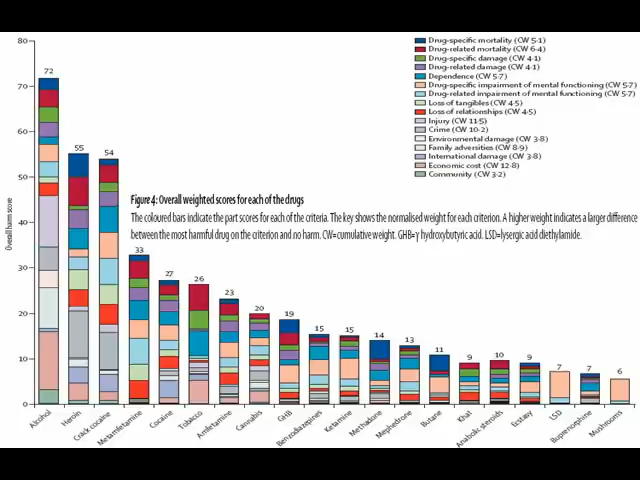 80
70
60
50
40
30
20
10
0
Overall harm score
72
55
54
33
27
26
23
20
19
15
15
14
13
11
9
10
9
7
7
6
Drug-specific mortality (CW 5·1)
Drug-related mortality (CW 6·4)
Drug-specific damage (CW 4·1)
Drug-related damage (CW 4·1)
Dependence (CW 5·7)
Drug-specific impairment of mental functioning (CW 5·7)
Drug-related impairment of mental functioning (CW 5·7)
Loss of tangibles (CW 4·5)
Loss of relationships (CW 4·5)
Injury (CW 11·5)
Crime (CW 10·2)
Environmental damage (CW 3·8)
Family adversities (CW 8·9)
International damage (CW 3·8)
Economic cost (CW 12·8)
Community (CW 3·2)
Figure 4: Overall weighted scores for each of the drugs
The coloured bars indicate the part scores for each of the criteria. The key shows the normalised weight for each criterion. A higher weight indicates a larger difference
between the most harmful drug on the criterion and no harm. CW=cumulative weight. GHB=γ hydroxybutyric acid. LSD=lysergic acid diethylamide.
Alcohol
Heroin
Crack cocaine
Metamfetamine
Cocaine
Tobacco
Amfetamine
Cannabis
GHB
Benzodiazepines
Ketamine
Methadone
Mephedrone
Butane
Khat
Anabolic steroids
Ecstasy
LSD
Buprenorphine
Mushrooms